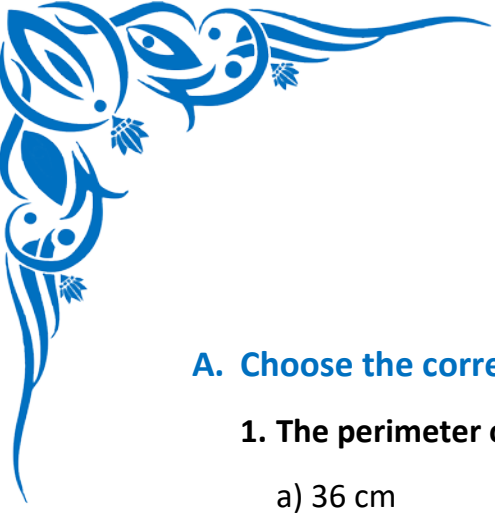 A. Choose the corre
1. The perimeter
a) 36 cm